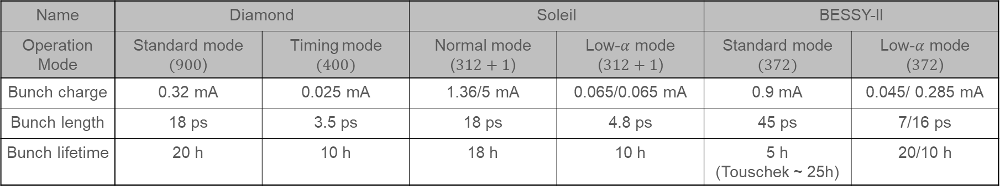 Name Diamond Soleil BESSY-II
Operation Mode Standard mode (900) Timing mode (400) Normal mode (312 + 1) Low-α mode (312 + 1) Standard mode (372) Low-α mode (372)
Bunch charge 0.32 mA 0.025 mA 1.36/5 mA 0.065/0.065 mA 0.9 mA 0.045/ 0.285 mA
Bunch length 18 ps 3.5 ps 18 ps 4.8 ps 45 ps 7/16 ps
Bunch lifetime 20 h 10 h 18 h 10 h 5 h (Touschek ~ 25h) 20/10 h